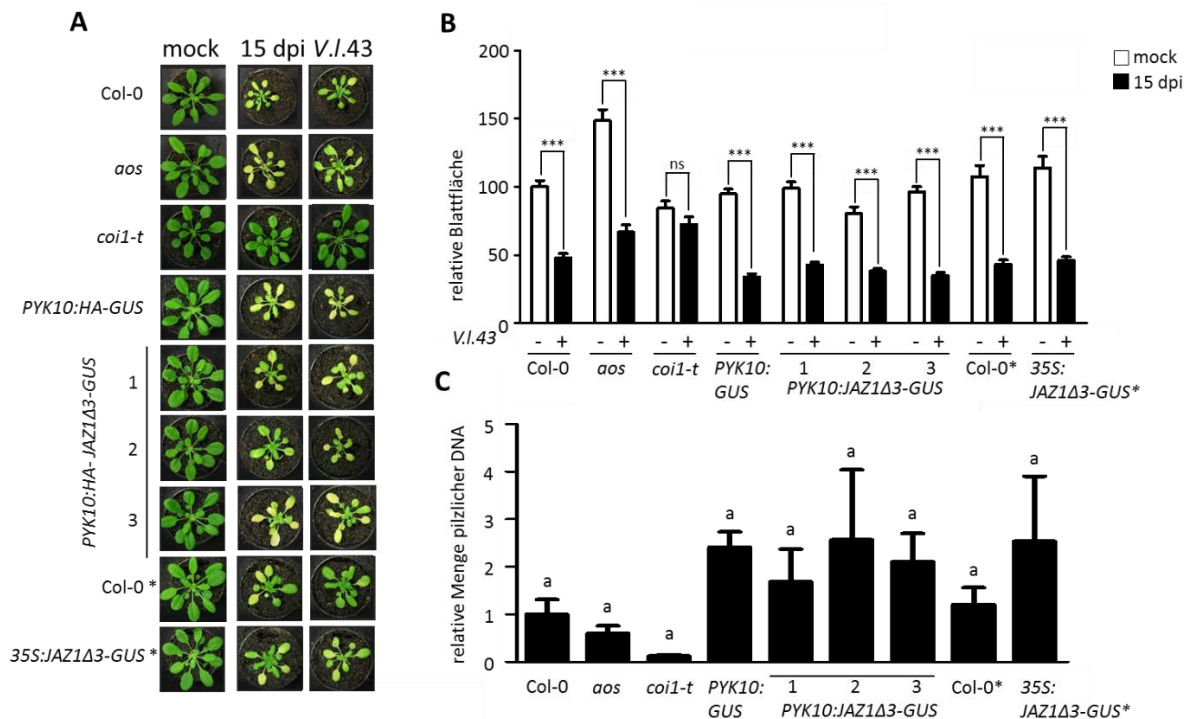 A
mock 15 dpi V.l.43
Col-0
aos
coi1-t
PYK10:HA-GUS
PYK10:HA- JAZ1Δ3-GUS
1
2
3
Col-0 *
35S:JAZ1Δ3-GUS *
B
relative Blattfläche
200
150
100
50
0
mock
15 dpi
*** *** ns *** *** *** *** *** ***
V.l.43 - + - + - + - + - + - + - + - + - +
Col-0 aos coi1-t PYK10: 1 2 3 Col-0* 35S:
GUS PYK10:JAZ1Δ3-GUS JAZ1Δ3-GUS*
C
relative Menge pilzlicher DNA
5
4
3
2
1
0
a a a a a a a a a
Col-0 aos coi1-t PYK10: 1 2 3 Col-0* 35S:
GUS PYK10:JAZ1Δ3-GUS JAZ1Δ3-GUS*